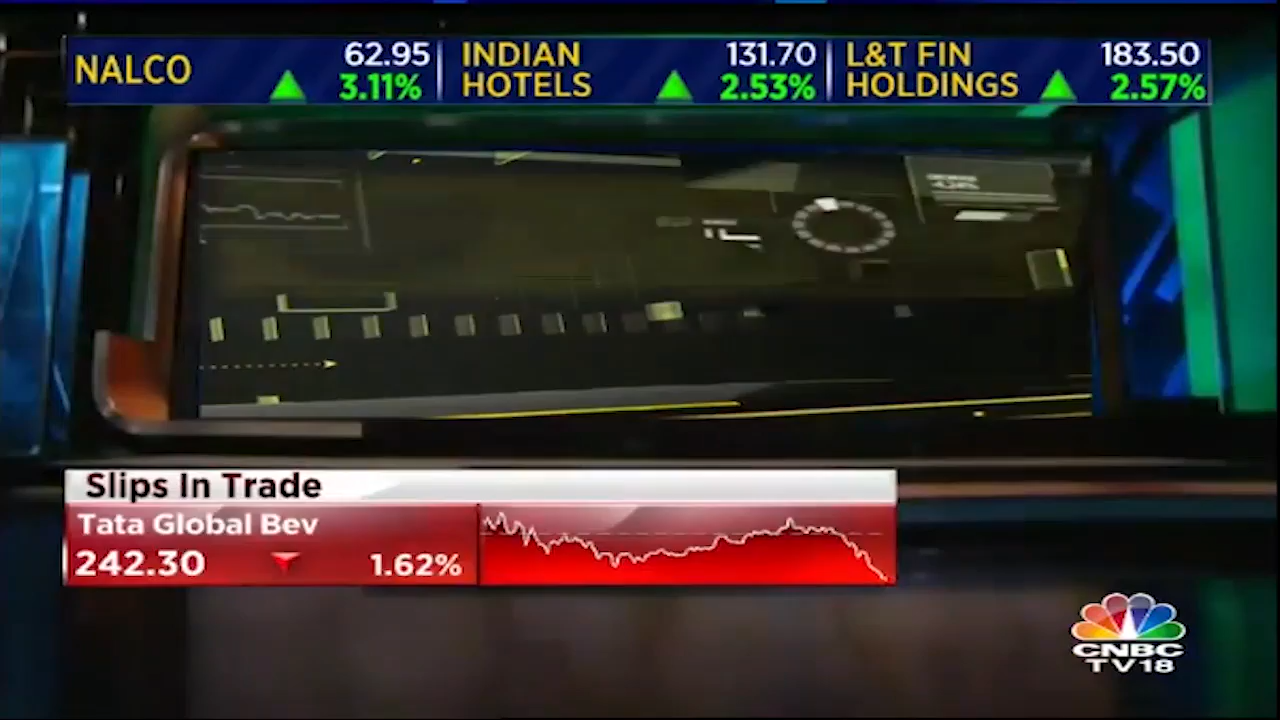 NALCO
62.95
3.11%
INDIAN
HOTELS
131.70
2.53%
L&T FIN
HOLDINGS
183.50
2.57%
Slips In Trade
Tata Global Bev
242.30
1.62%
CNBC
TV18